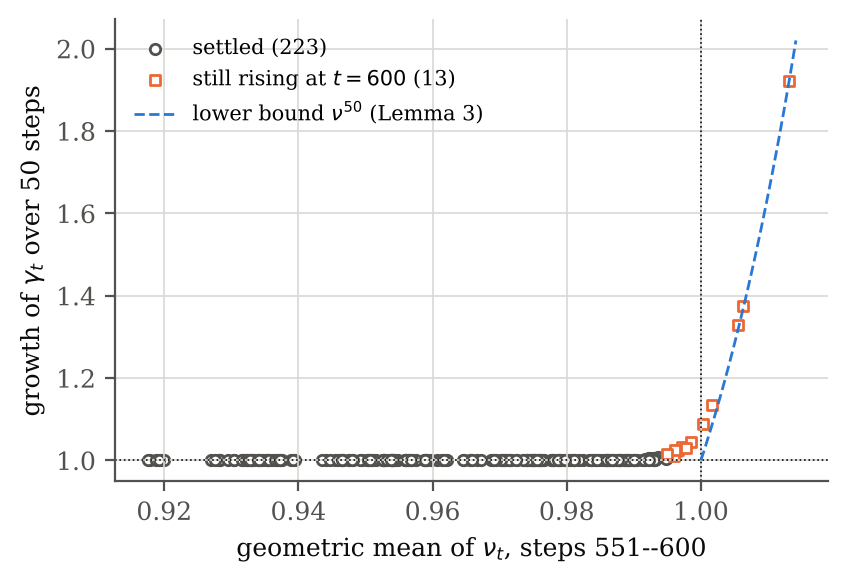 settled (223)
still rising at t = 600 (13)
lower bound ν^50 (Lemma 3)
growth of γ_t over 50 steps
2.0
1.8
1.6
1.4
1.2
1.0
0.92 0.94 0.96 0.98 1.00
geometric mean of ν_t, steps 551--600